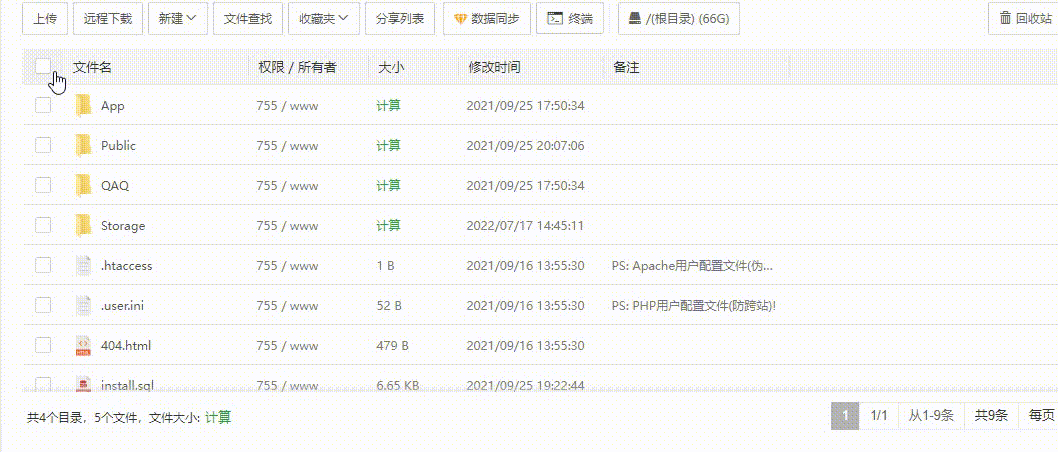 上传 远程下载 新建 文件查找 收藏夹 分享列表 数据同步 终端 /(根目录) (66G) 回收站
文件名 权限 / 所有者 大小 修改时间 备注
App 755 / www 计算 2021/09/25 17:50:34
Public 755 / www 计算 2021/09/25 20:07:06
QAQ 755 / www 计算 2021/09/25 17:50:34
Storage 755 / www 计算 2022/07/17 14:45:11
.htaccess 755 / www 1 B 2021/09/16 13:55:30 PS: Apache用户配置文件(伪...
.user.ini 755 / www 52 B 2021/09/16 13:55:30 PS: PHP用户配置文件(防跨站)!
404.html 755 / www 479 B 2021/09/16 13:55:30
install.sql 755 / www 6.65 KB 2021/09/25 19:22:44
共4个目录，5个文件，文件大小: 计算 1 1/1 从1-9条 共9条 每页